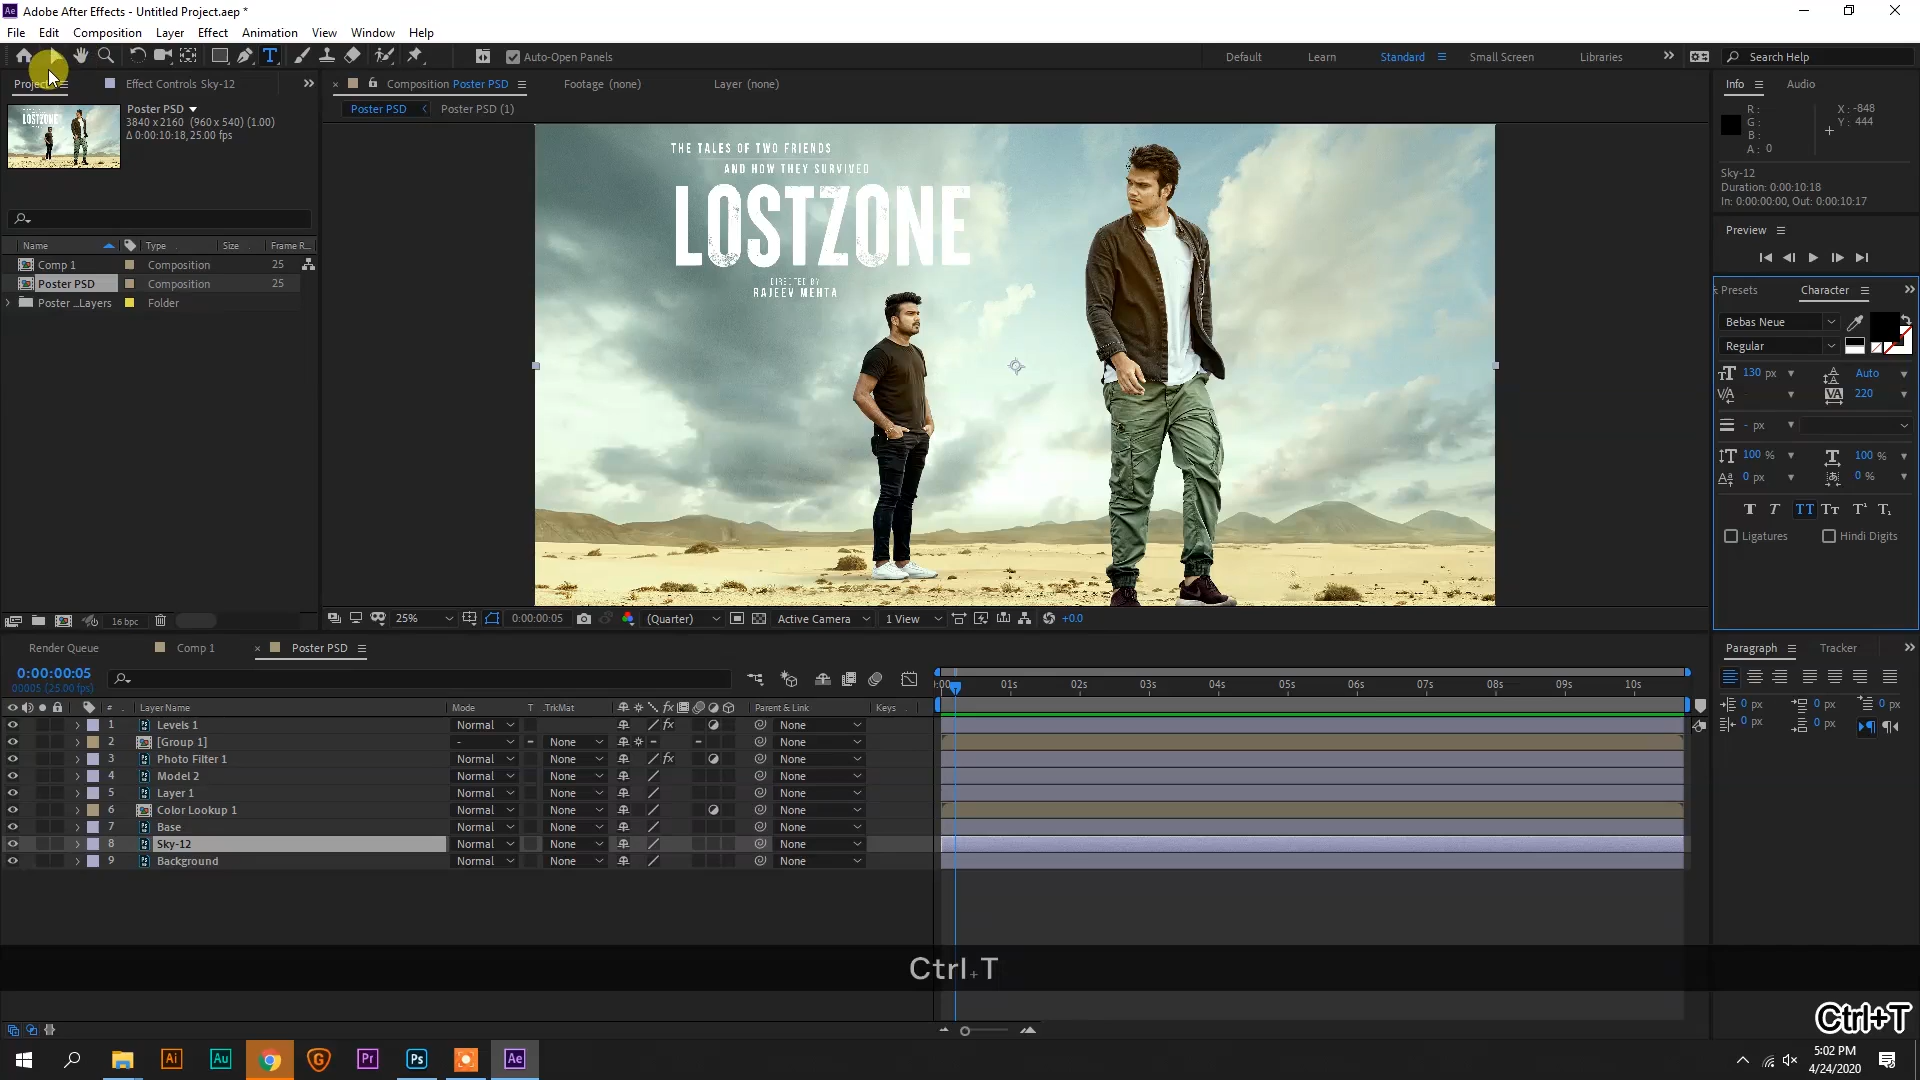 Adobe After Effects - Untitled Project.aep *
File Edit Composition Layer Effect Animation View Window Help
Auto-Open Panels
Default Learn Standard Small Screen Libraries Search Help
Project Effect Controls Sky-12
Composition Poster PSD Footage (none) Layer (none)
Info Audio
Poster PSD
3840 x 2160 (960 x 540) (1.00)
Δ 0:00:10:18, 25.00 fps
Poster PSD Poster PSD (1)
R :
G :
B :
A : 0
X : -848
Y : 444
Sky-12
Duration: 0:00:10:18
In: 0:00:00:00, Out: 0:00:10:17
THE TALES OF TWO FRIENDS
AND HOW THEY SURVIVED
LOSTZONE
DIRECTED BY
RAJEEV MEHTA
Preview
Name Type Size Frame R...
Comp 1 Composition 25
Poster PSD Composition 25
Poster ...Layers Folder
Presets Character
Bebas Neue
Regular
130 px Auto
220
- px
100 % 100 %
0 px 0 %
Ligatures Hindi Digits
16 bpc
25% 0:00:00:05 (Quarter) Active Camera 1 View +0.0
Render Queue Comp 1 Poster PSD
Paragraph Tracker
0:00:00:05
00005 (25.00 fps)
:00 01s 02s 03s 04s 05s 06s 07s 08s 09s 10s
# Layer Name Mode T .TrkMat Parent & Link Keys
1 Levels 1 Normal None
2 [Group 1] - None None
3 Photo Filter 1 Normal None None
4 Model 2 Normal None None
5 Layer 1 Normal None None
6 Color Lookup 1 Normal None None
7 Base Normal None None
8 Sky-12 Normal None None
9 Background Normal None None
0 px 0 px 0 px
0 px 0 px
Ctrl+T
Ctrl+T
Ai Au Pr Ps Ae
5:02 PM
4/24/2020